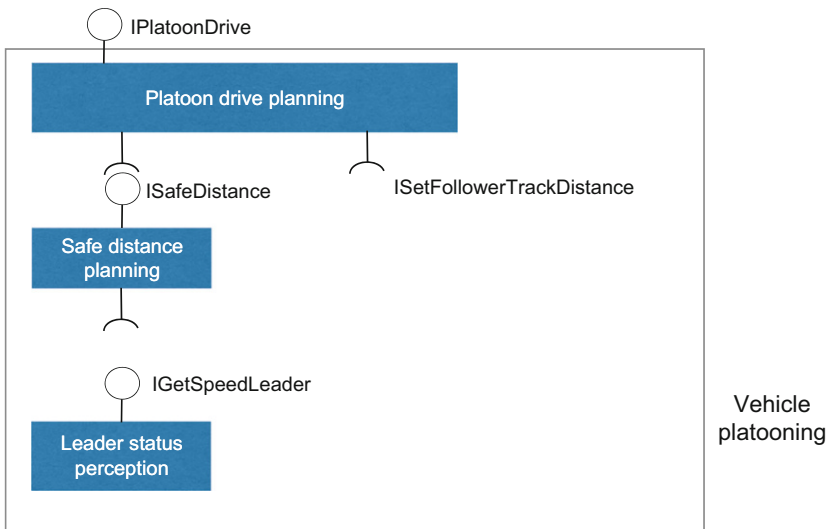 IPlatoonDrive
Platoon drive planning
ISafeDistance
ISetFollowerTrackDistance
Safe distance
planning
IGetSpeedLeader
Leader status
perception
Vehicle
platooning